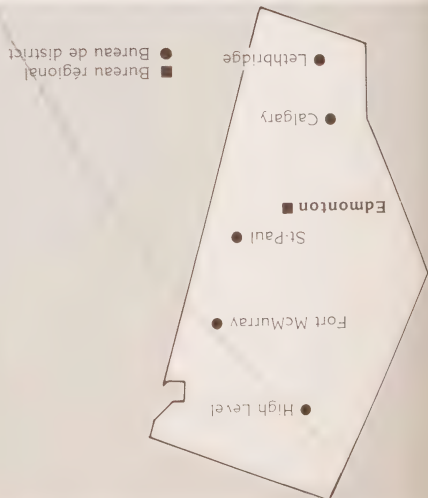 High Level
Fort McMurray
St-Paul
Edmonton
Calgary
Lethbridge
Bureau régional
Bureau de district